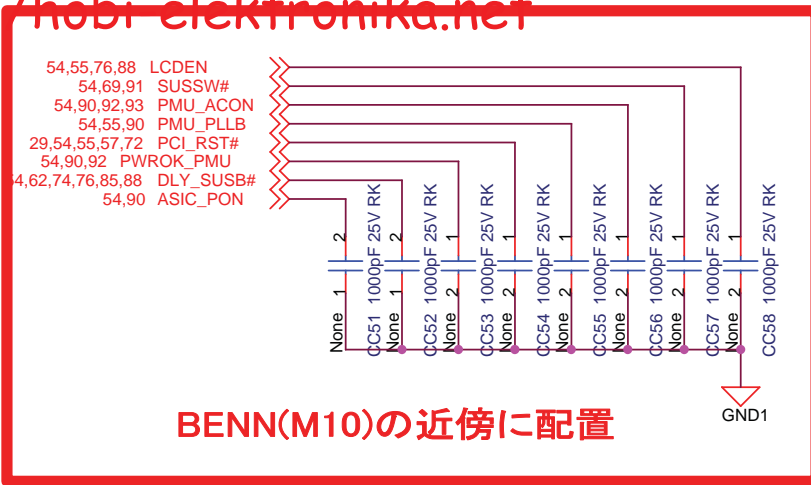 /hobi-elektronika.net
54,55,76,88 LCDEN
54,69,91 SUSSW#
54,90,92,93 PMU_ACON
54,55,90 PMU_PLLB
29,54,55,57,72 PCI_RST#
54,90,92 PWROK_PMU
4,62,74,76,85,88 DLY_SUSB#
54,90 ASIC_PON
2 2 1 1 1 1 1 1
1 1 2 2 2 2 2 2
None CC51 1000pF 25V RK
None CC52 1000pF 25V RK
None CC53 1000pF 25V RK
None CC54 1000pF 25V RK
None CC55 1000pF 25V RK
None CC56 1000pF 25V RK
None CC57 1000pF 25V RK
None CC58 1000pF 25V RK
GND1
BENN(M10)の近傍に配置